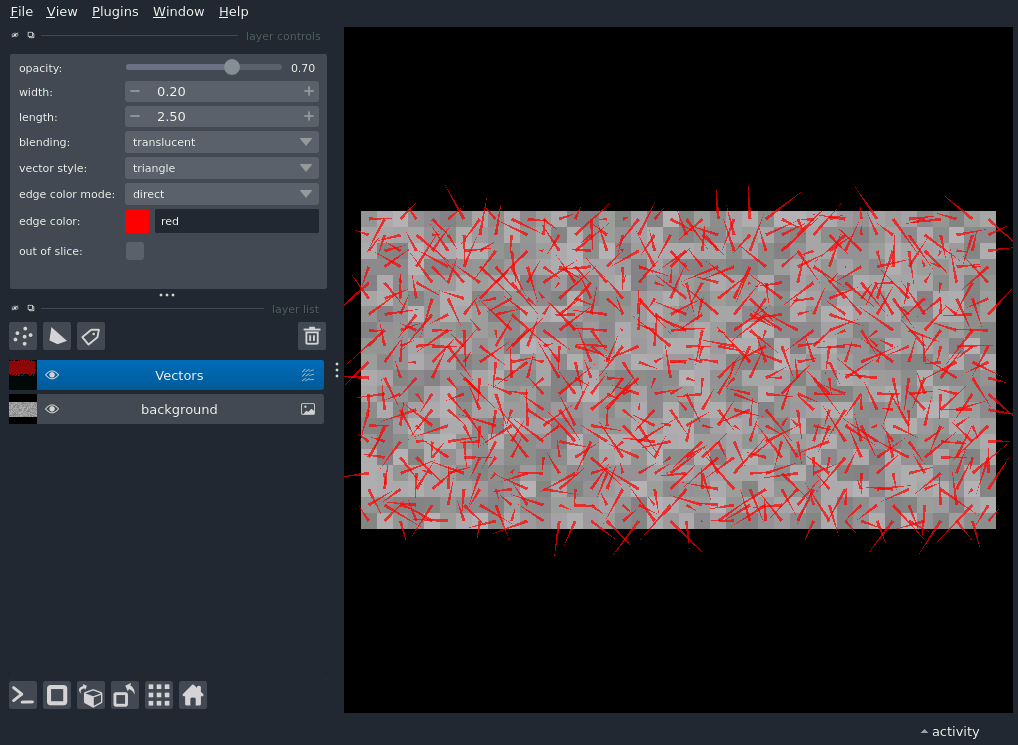 File View Plugins Window Help
layer controls
opacity: 0.70
width: 0.20
length: 2.50
blending: translucent
vector style: triangle
edge color mode: direct
edge color: red
out of slice:
layer list
Vectors
background
activity